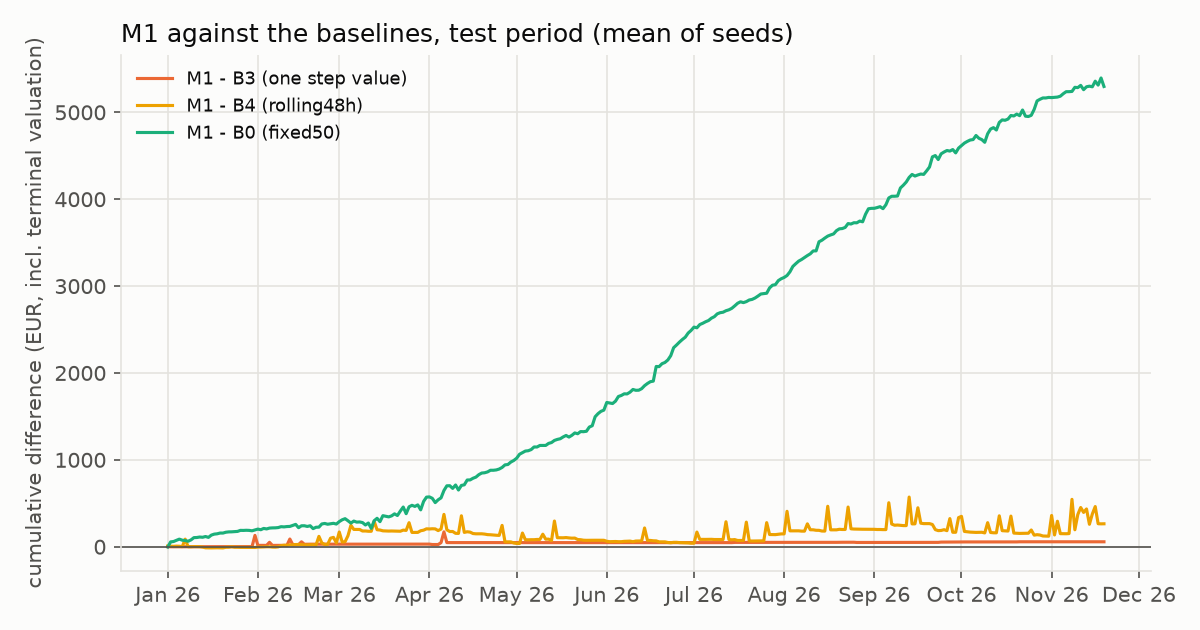 M1 against the baselines, test period (mean of seeds)
cumulative difference (EUR, incl. terminal valuation)
M1 - B3 (one step value)
M1 - B4 (rolling48h)
M1 - B0 (fixed50)
5000
4000
3000
2000
1000
0
Jan 26 Feb 26 Mar 26 Apr 26 May 26 Jun 26 Jul 26 Aug 26 Sep 26 Oct 26 Nov 26 Dec 26